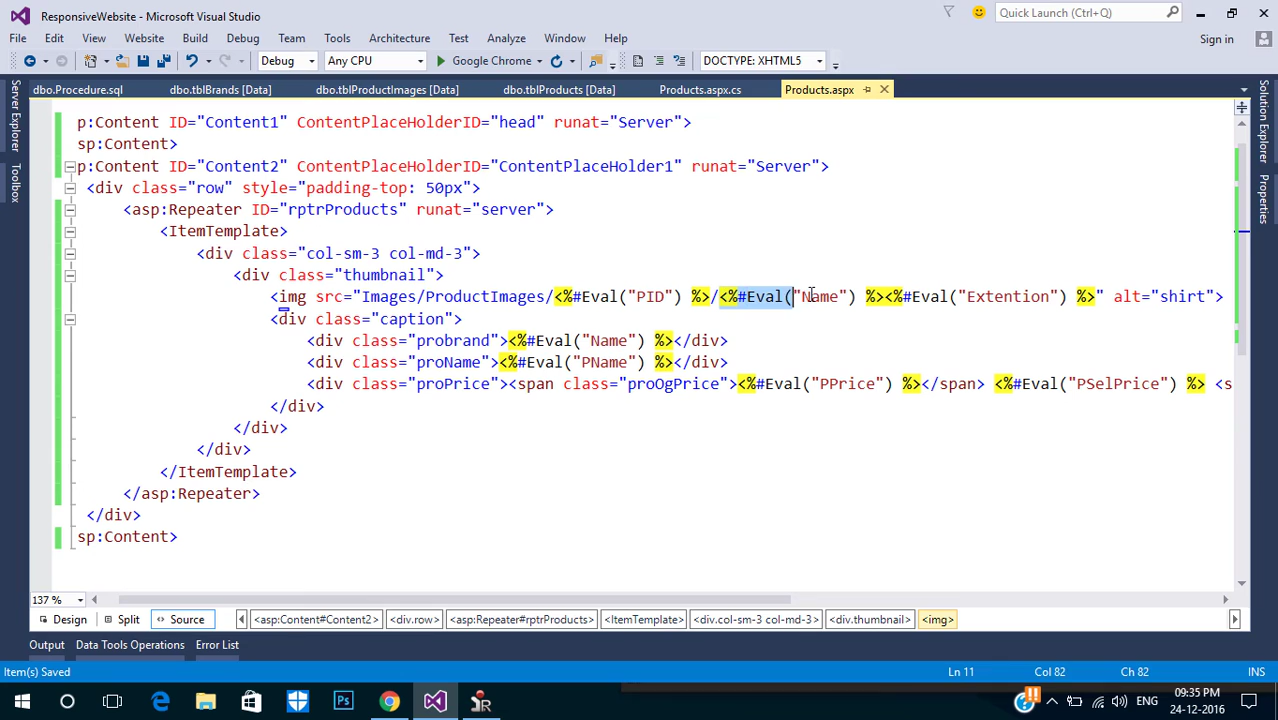 ResponsiveWebsite - Microsoft Visual Studio
Quick Launch (Ctrl+Q)
File Edit View Website Build Debug Team Tools Architecture Test Analyze Window Help Sign in
Debug Any CPU Google Chrome DOCTYPE: XHTML5
dbo.Procedure.sql dbo.tblBrands [Data] dbo.tblProductImages [Data] dbo.tblProducts [Data] Products.aspx.cs Products.aspx
Server Explorer
Toolbox
Solution Explorer
Properties
p:Content ID="Content1" ContentPlaceHolderID="head" runat="Server">
sp:Content>
p:Content ID="Content2" ContentPlaceHolderID="ContentPlaceHolder1" runat="Server">
<div class="row" style="padding-top: 50px">
<asp:Repeater ID="rptrProducts" runat="server">
<ItemTemplate>
<div class="col-sm-3 col-md-3">
<div class="thumbnail">
<img src="Images/ProductImages/<%#Eval("PID") %>/<%#Eval("Name") %><%#Eval("Extention") %>" alt="shirt">
<div class="caption">
<div class="probrand"><%#Eval("Name") %></div>
<div class="proName"><%#Eval("PName") %></div>
<div class="proPrice"><span class="proOgPrice"><%#Eval("PPrice") %></span> <%#Eval("PSelPrice") %> <s
</div>
</div>
</div>
</ItemTemplate>
</asp:Repeater>
</div>
sp:Content>
137 %
Design Split Source <asp:Content#Content2> <div.row> <asp:Repeater#rptrProducts> <ItemTemplate> <div.col-sm-3 col-md-3> <div.thumbnail> <img>
Output Data Tools Operations Error List
Item(s) Saved Ln 11 Col 82 Ch 82 INS
ENG 09:35 PM
24-12-2016